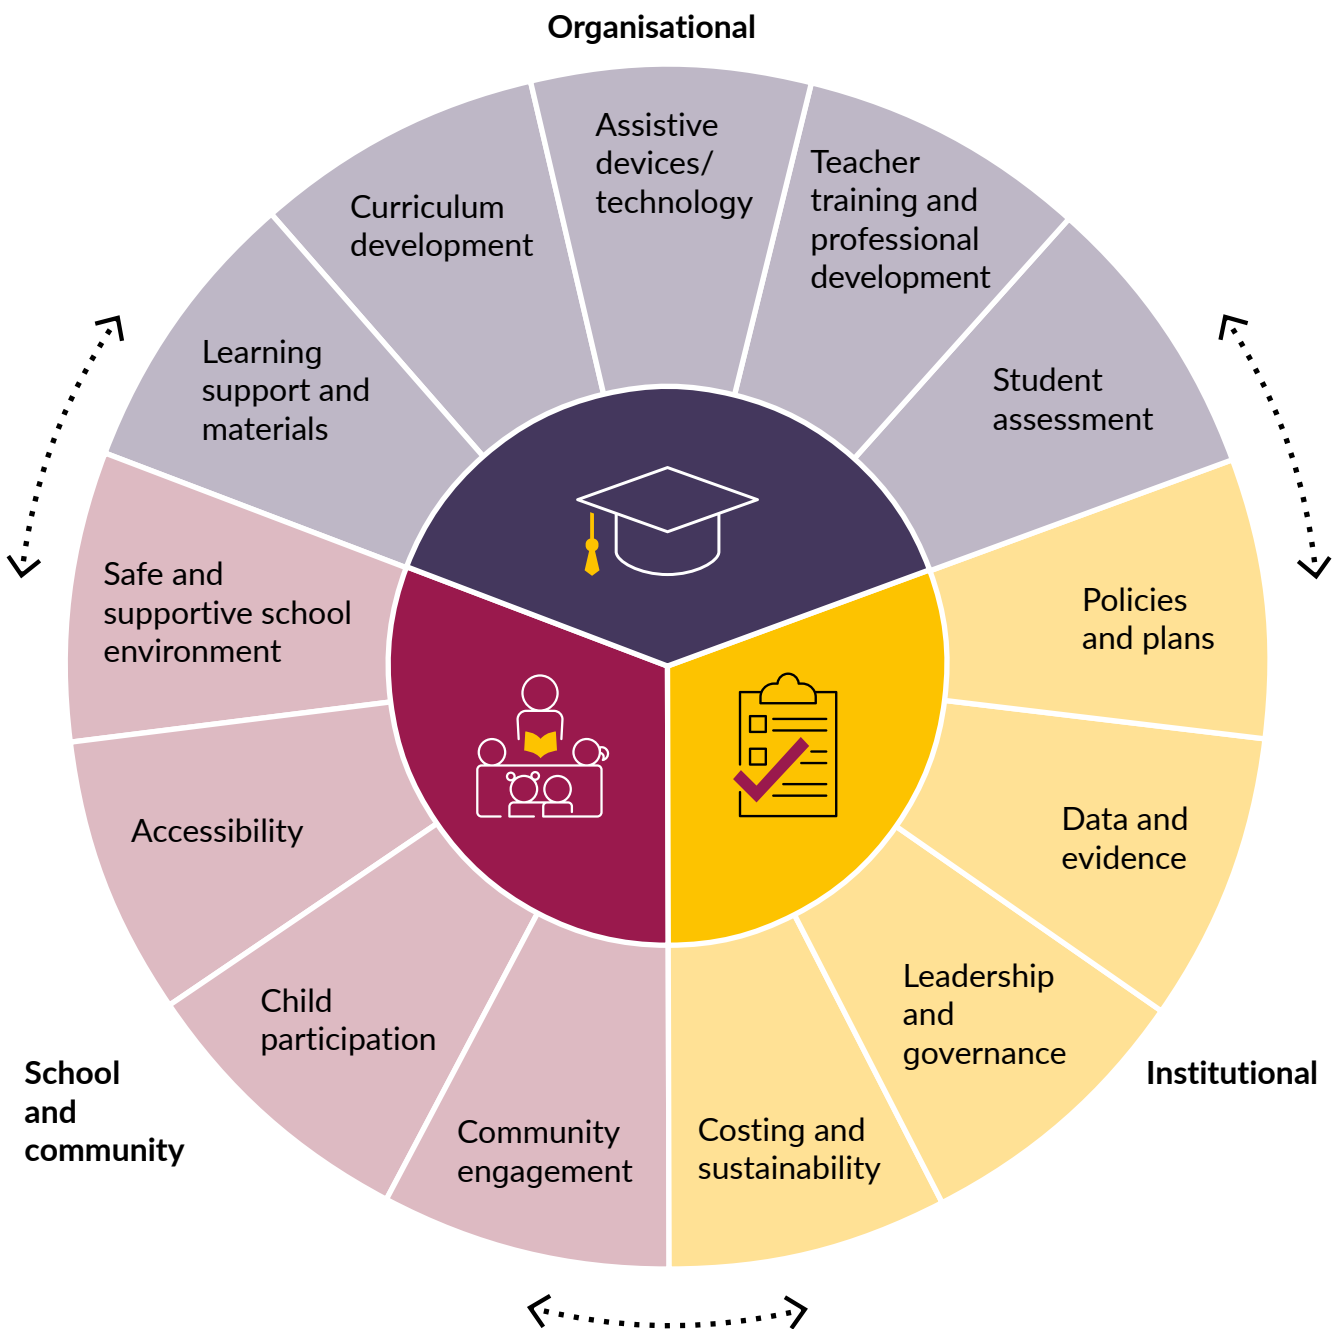 Organisational
Assistive
devices/
technology
Teacher
training and
professional
development
Student
assessment
Policies
and plans
Data and
evidence
Leadership
and
governance
Institutional
Costing and
sustainability
Community
engagement
Child
participation
School
and
community
Accessibility
Safe and
supportive school
environment
Learning
support and
materials
Curriculum
development